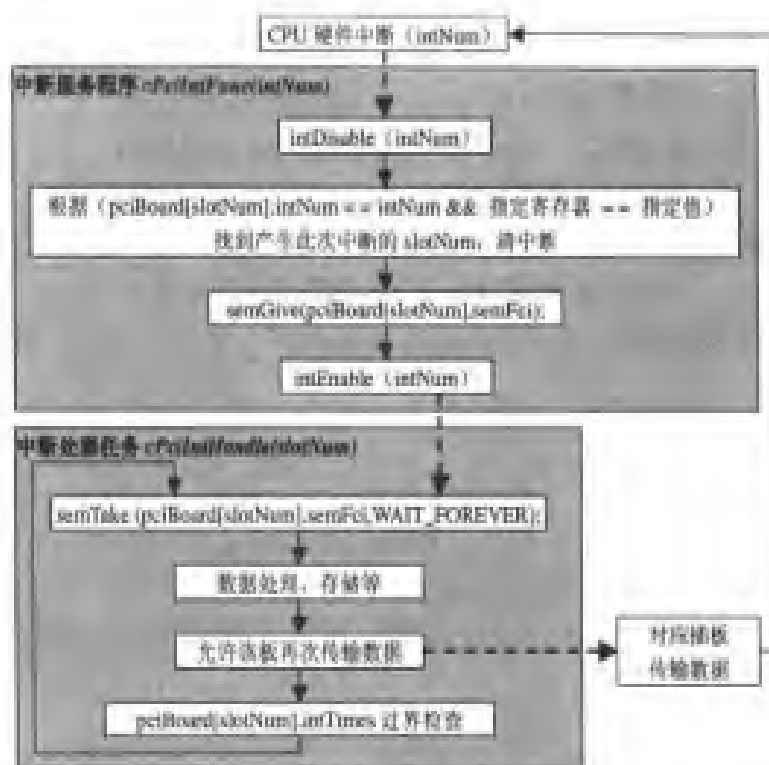 CPU 硬件中断（intNum）
中断服务程序:cPciIntFunc(intNum)
intDisable（intNum）
根据（pciBoard[slotNum].intNum == intNum && 指定寄存器 == 指定值）
找到产生此次中断的 slotNum，清中断
semGive(pciBoard[slotNum].semFci);
intEnable（intNum）
中断处理任务:cPciIntHandle(slotNum)
semTake (pciBoard[slotNum].semFci,WAIT_FOREVER);
数据处理、存储等
允许该板再次传输数据
对应插板
传输数据
pciBoard[slotNum].intTimes 过界检查